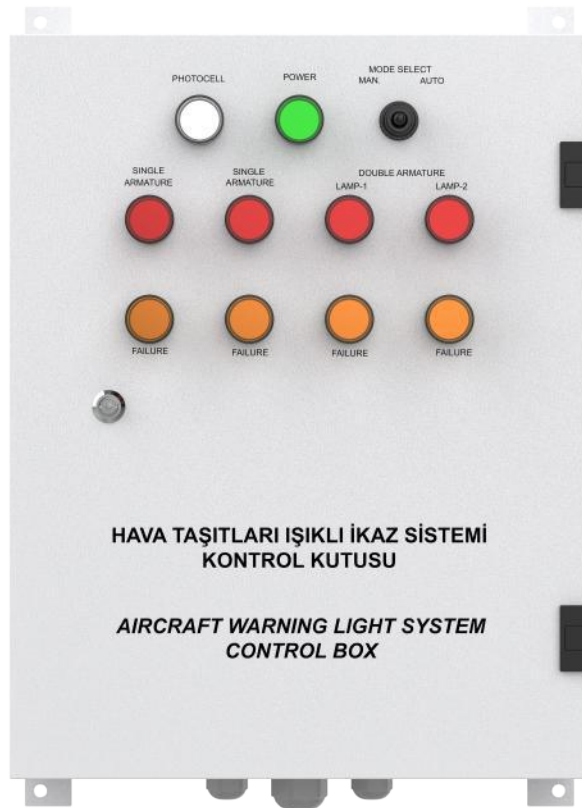 PHOTOCELL
POWER
MODE SELECT
MAN.
AUTO
SINGLE
ARMATURE
SINGLE
ARMATURE
DOUBLE ARMATURE
LAMP-1
LAMP-2
FAILURE
FAILURE
FAILURE
FAILURE
HAVA TAŞITLARI IŞIKLI İKAZ SİSTEMİ
KONTROL KUTUSU
AIRCRAFT WARNING LIGHT SYSTEM
CONTROL BOX